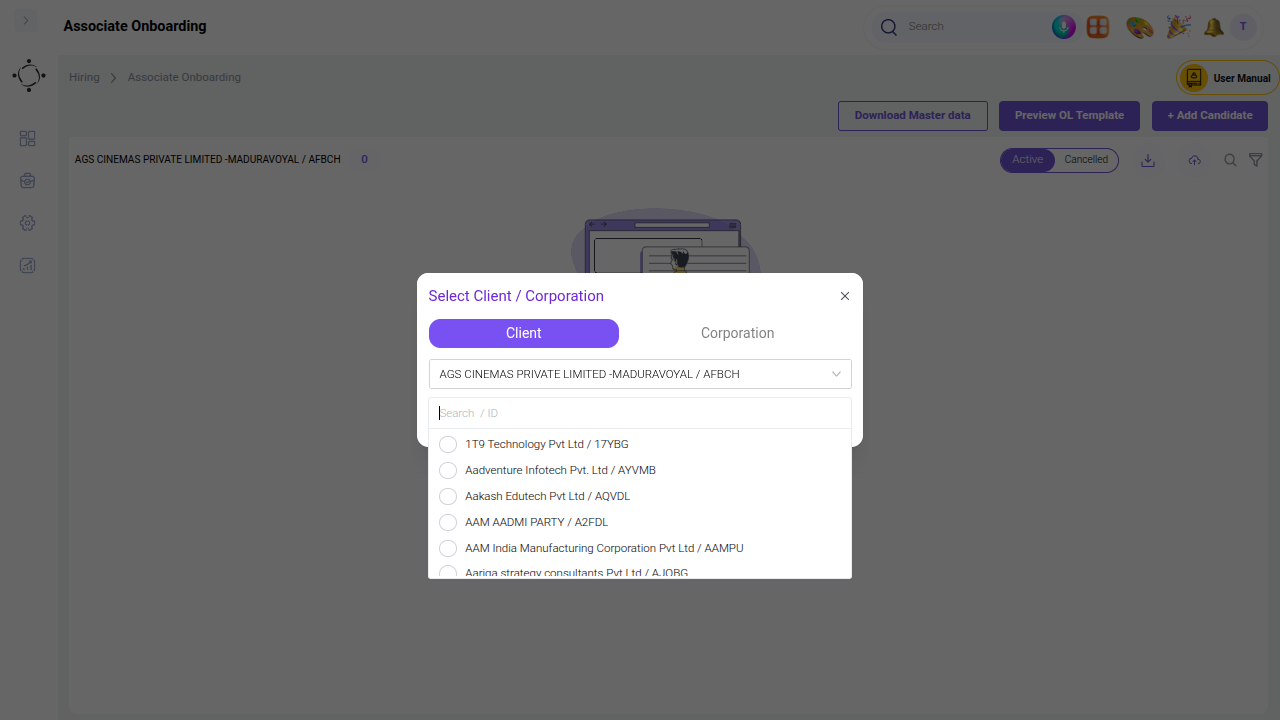 Associate Onboarding
Search
T
Hiring > Associate Onboarding
User Manual
Download Master data
Preview OL Template
+ Add Candidate
AGS CINEMAS PRIVATE LIMITED -MADURAVOYAL / AFBCH 0
Active
Cancelled
Select Client / Corporation
Client
Corporation
AGS CINEMAS PRIVATE LIMITED -MADURAVOYAL / AFBCH
Search / ID
1T9 Technology Pvt Ltd / 17YBG
Aadventure Infotech Pvt. Ltd / AYVMB
Aakash Edutech Pvt Ltd / AQVDL
AAM AADMI PARTY / A2FDL
AAM India Manufacturing Corporation Pvt Ltd / AAMPU
Aariga strategy consultants Pvt Ltd / AJOBG